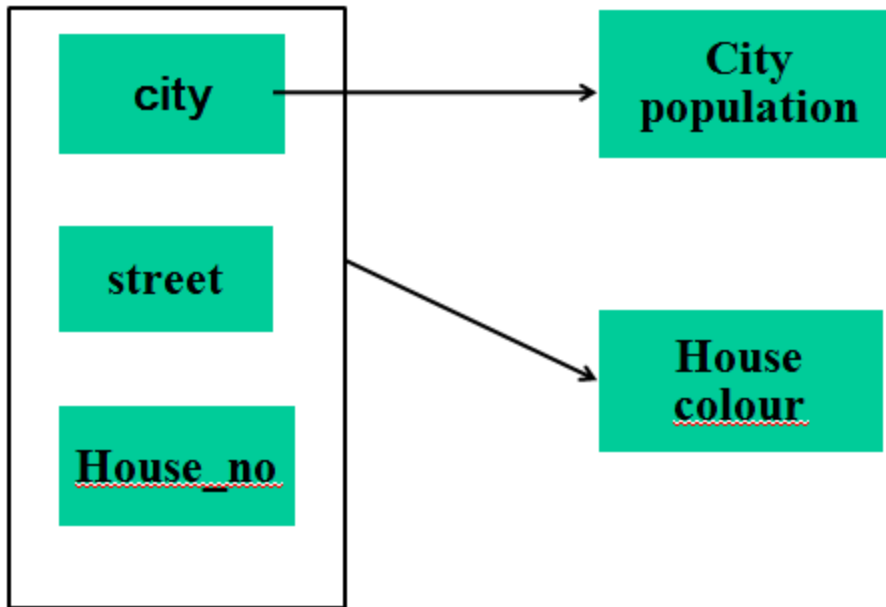 city
City
population
street
House
colour
House_no